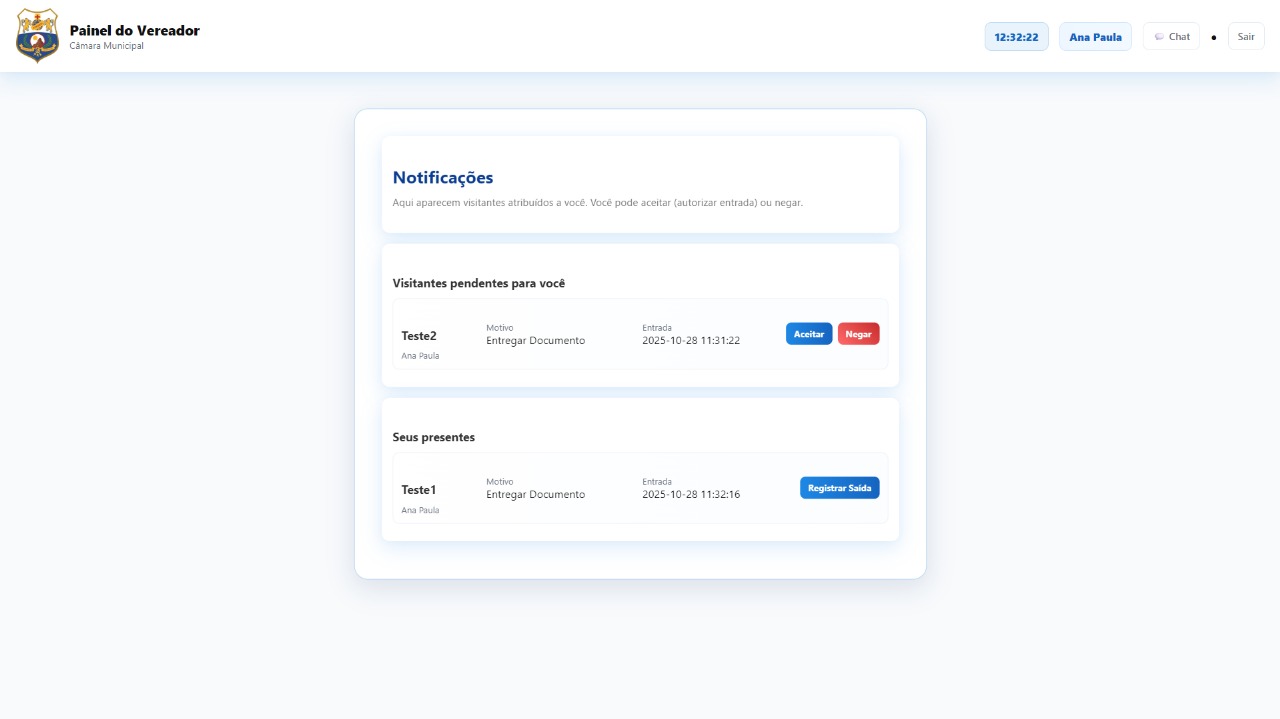 Painel do Vereador
Câmara Municipal
12:32:22
Ana Paula
Chat
Sair
Notificações
Aqui aparecem visitantes atribuídos a você. Você pode aceitar (autorizar entrada) ou negar.
Visitantes pendentes para você
Teste2
Ana Paula
Motivo
Entregar Documento
Entrada
2025-10-28 11:31:22
Aceitar
Negar
Seus presentes
Teste1
Ana Paula
Motivo
Entregar Documento
Entrada
2025-10-28 11:32:16
Registrar Saída